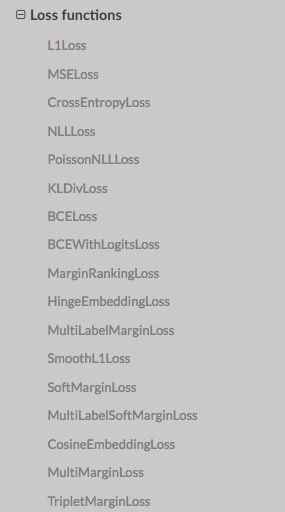 Loss functions
L1Loss
MSELoss
CrossEntropyLoss
NLLLoss
PoissonNLLLoss
KLDivLoss
BCELoss
BCEWithLogitsLoss
MarginRankingLoss
HingeEmbeddingLoss
MultiLabelMarginLoss
SmoothL1Loss
SoftMarginLoss
MultiLabelSoftMarginLoss
CosineEmbeddingLoss
MultiMarginLoss
TripletMarginLoss